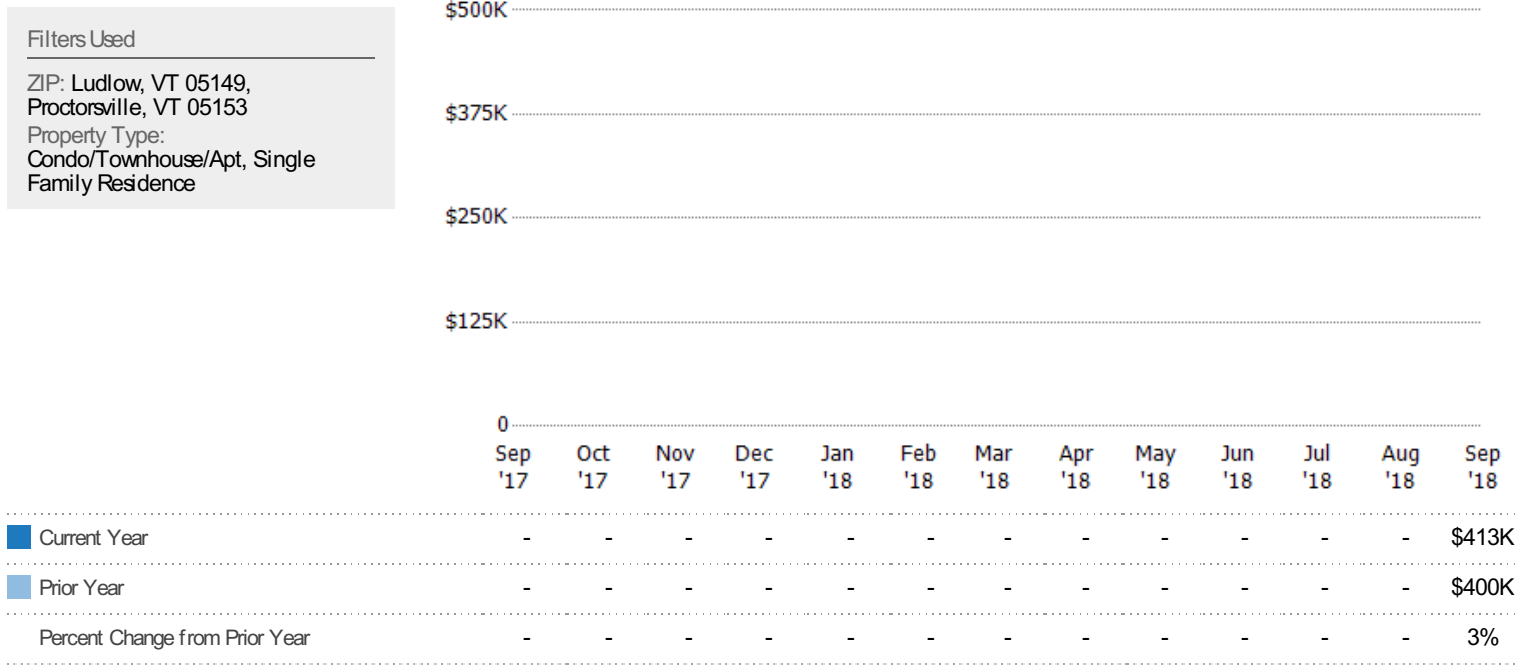 Filters Used
ZIP: Ludlow, VT 05149,
Proctorsville, VT 05153
Property Type:
Condo/Townhouse/Apt, Single
Family Residence
$500K
$375K
$250K
$125K
0
Sep Oct Nov Dec Jan Feb Mar Apr May Jun Jul Aug Sep
'17 '17 '17 '17 '18 '18 '18 '18 '18 '18 '18 '18 '18
Current Year - - - - - - - - - - - - $413K
Prior Year - - - - - - - - - - - - $400K
Percent Change from Prior Year - - - - - - - - - - - - 3%